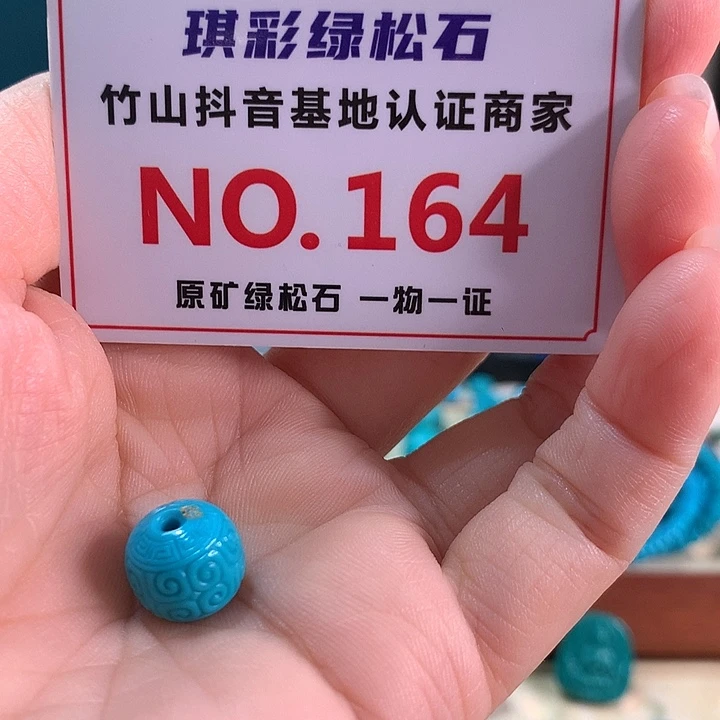 琪彩绿松石
竹山抖音基地认证商家
NO.164
原矿绿松石 一物一证